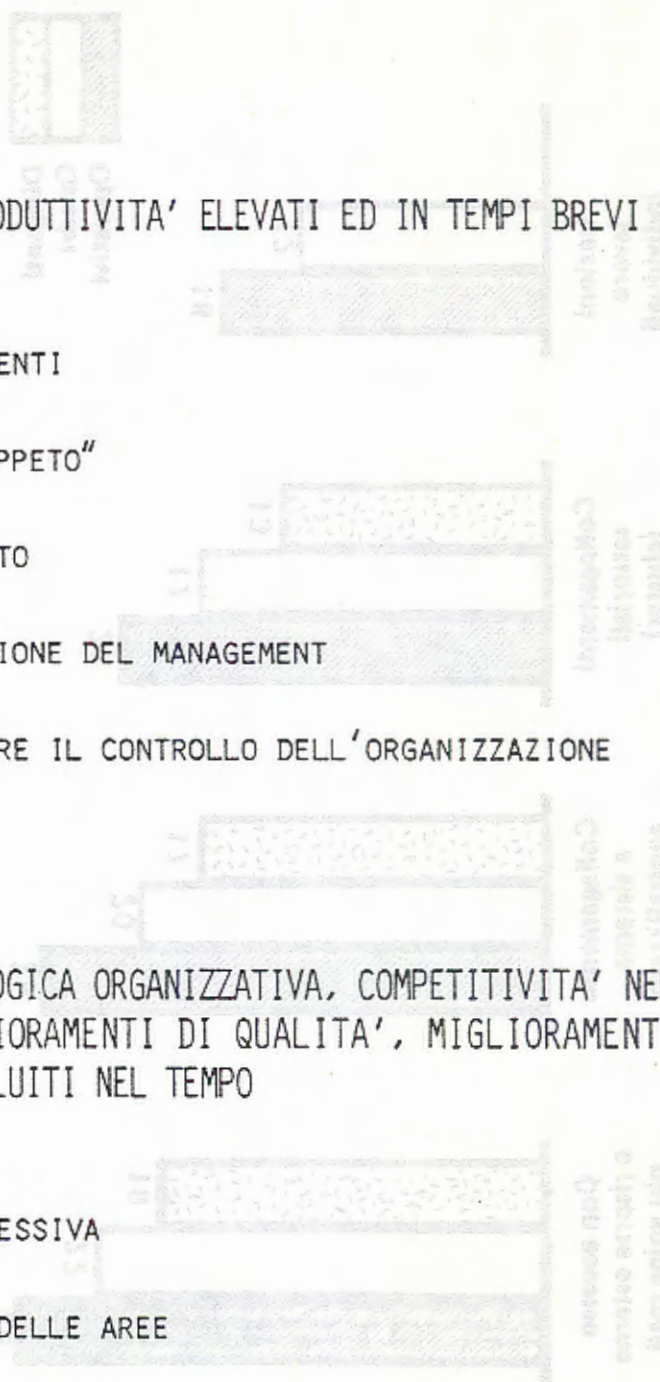 ODUTTIVITA' ELEVATI ED IN TEMPI BREVI
ENTI
PPETO"
TO
IONE DEL MANAGEMENT
RE IL CONTROLLO DELL'ORGANIZZAZIONE
OGICA ORGANIZZATIVA, COMPETITIVITA' NE
IORAMENTI DI QUALITA', MIGLIORAMENT
LUITI NEL TEMPO
ESSIVA
DELLE AREE